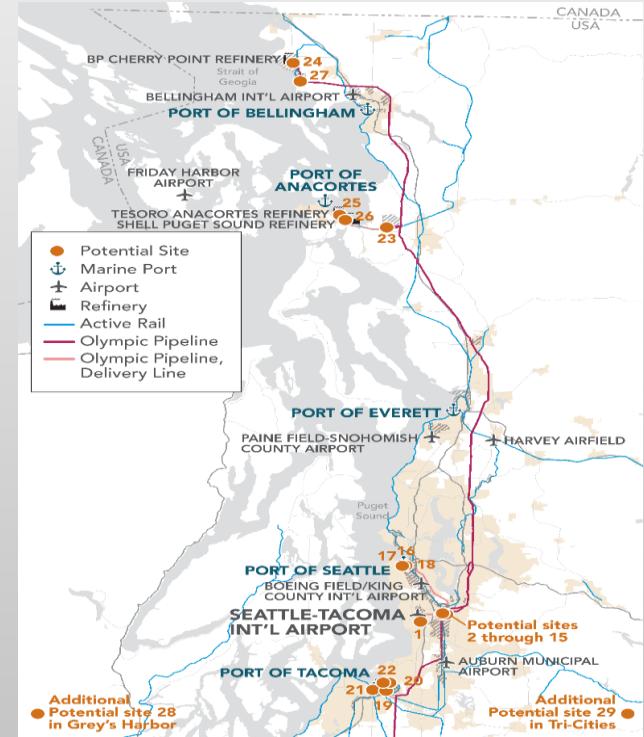 CANADA
USA
BP CHERRY POINT REFINERY
24
Strait of
Geogia
27
BELLINGHAM INT'L AIRPORT
PORT OF BELLINGHAM
USA
CANADA
FRIDAY HARBOR
AIRPORT
PORT OF
ANACORTES
25
TESORO ANACORTES REFINERY
26
SHELL PUGET SOUND REFINERY
23
Potential Site
Marine Port
Airport
Refinery
Active Rail
Olympic Pipeline
Olympic Pipeline,
Delivery Line
PORT OF EVERETT
PAINE FIELD-SNOHOMISH
COUNTY AIRPORT
HARVEY AIRFIELD
Puget
Sound
17 16
PORT OF SEATTLE
18
BOEING FIELD/KING
COUNTY INT'L AIRPORT
SEATTLE-TACOMA
INT'L AIRPORT
1
Potential sites
2 through 15
AUBURN MUNICIPAL
AIRPORT
PORT OF TACOMA
22
20
21
19
Additional
Potential site 28
in Grey's Harbor
Additional
Potential site 29
in Tri-Cities